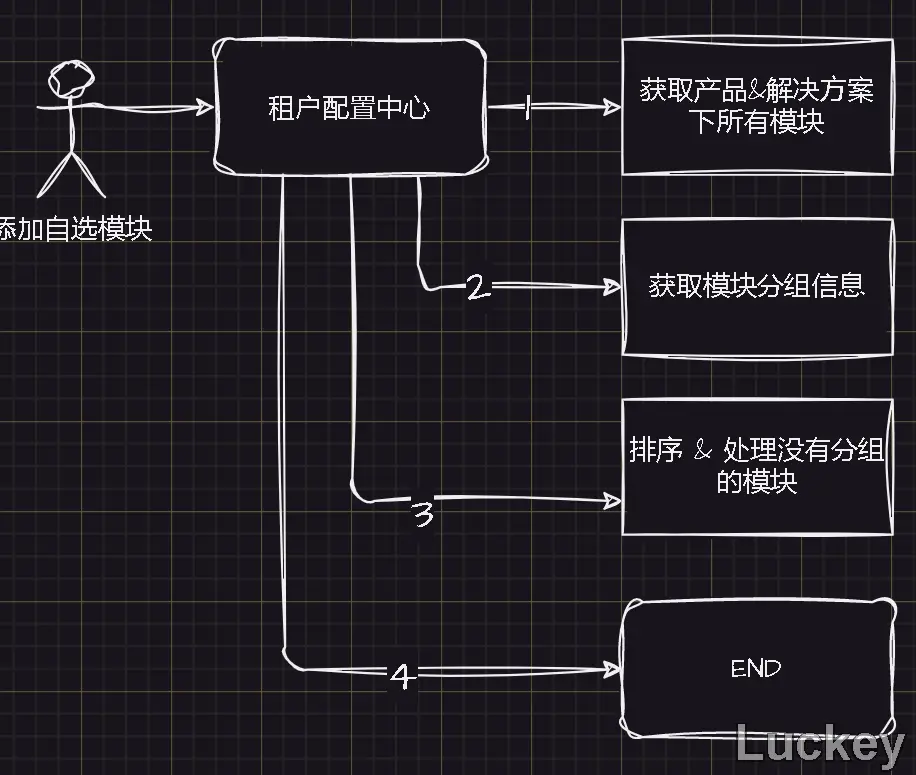 租户配置中心
1
获取产品&解决方案
下所有模块
添加自选模块
2
获取模块分组信息
排序 & 处理没有分组
的模块
3
4
END
Luckey